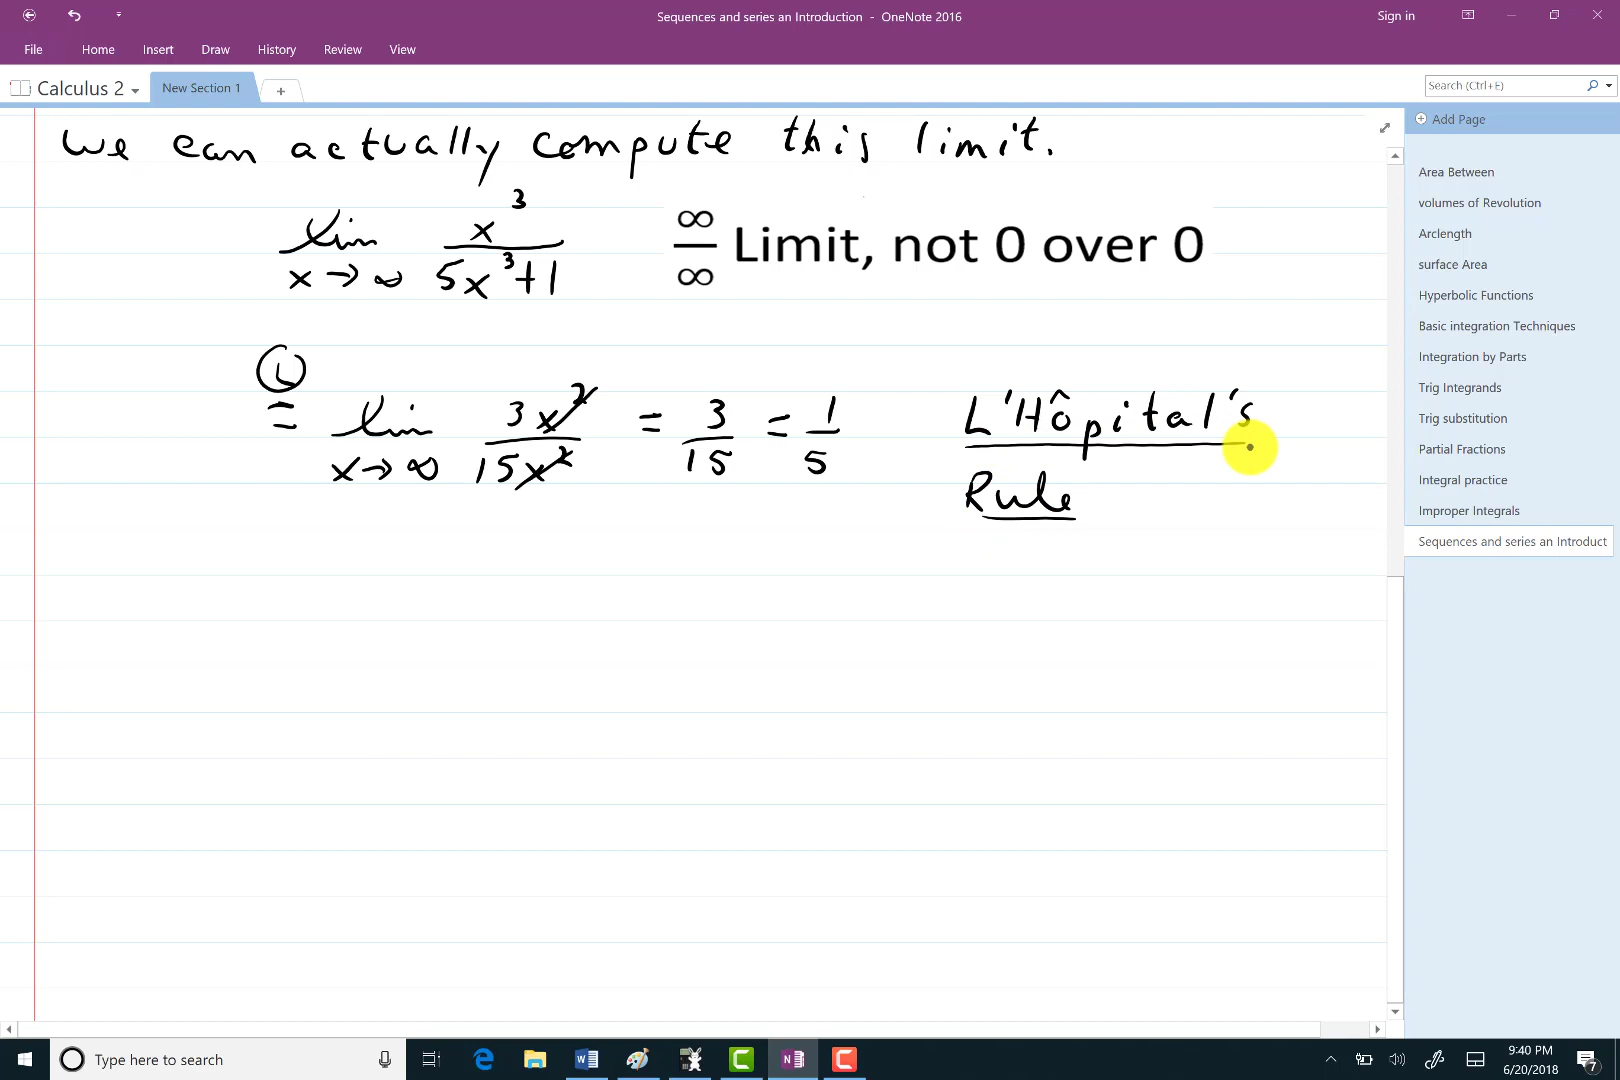 Sequences and series an Introduction - OneNote 2016
Sign in
File Home Insert Draw History Review View
Calculus 2
New Section 1
+
Search (Ctrl+E)
we can actually compute this limit.
lim x→∞ x³/(5x³+1)
∞/∞ Limit, not 0 over 0
Ⓛ= lim x→∞ 3x²/15x² = 3/15 = 1/5
L'Hôpital's
Rule
Add Page
Area Between
volumes of Revolution
Arclength
surface Area
Hyperbolic Functions
Basic integration Techniques
Integration by Parts
Trig Integrands
Trig substitution
Partial Fractions
Integral practice
Improper Integrals
Sequences and series an Introduct
Type here to search
9:40 PM
6/20/2018
7